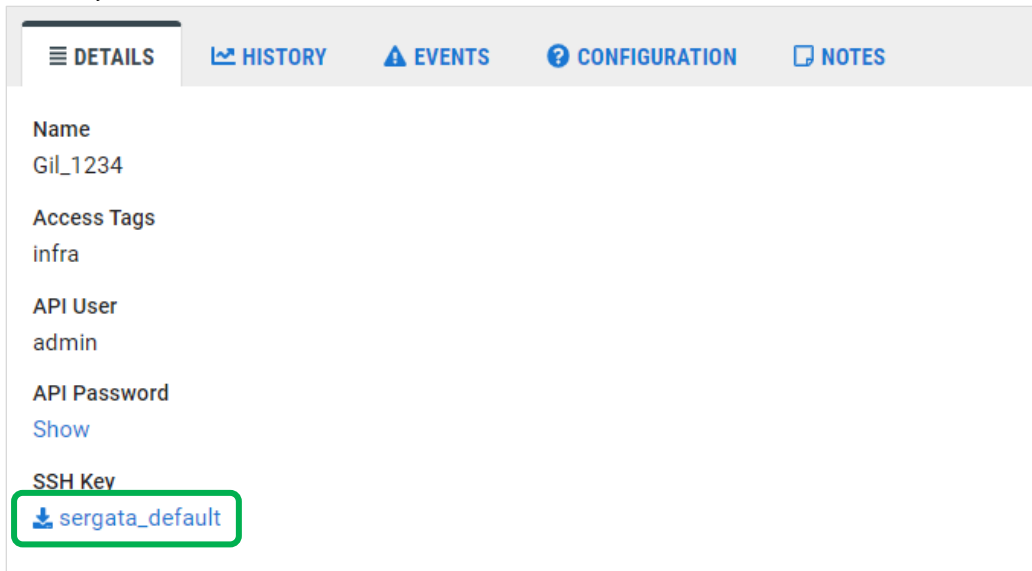 DETAILS HISTORY EVENTS CONFIGURATION NOTES
Name
Gil_1234
Access Tags
infra
API User
admin
API Password
Show
SSH Key
sergata_default